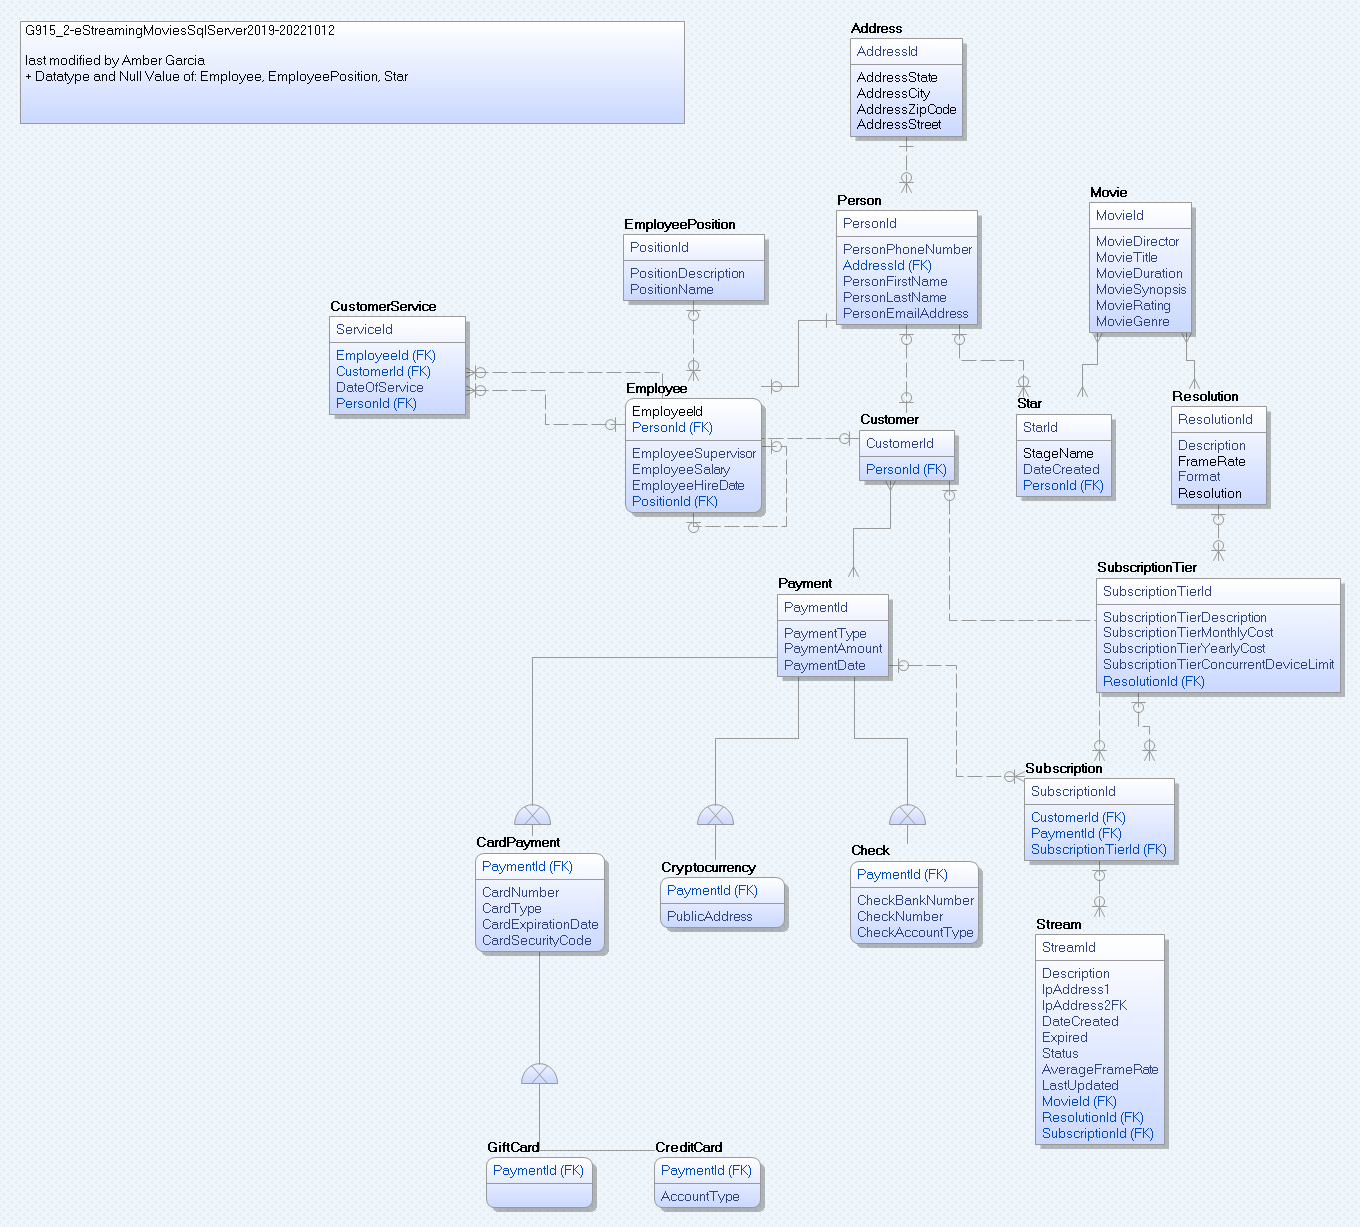 G915_2-eStreamingMoviesSqlServer2019-20221012
last modified by Amber Garcia
+ Datatype and Null Value of: Employee, EmployeePosition, Star
Address
AddressId
AddressState
AddressCity
AddressZipCode
AddressStreet
Person
PersonId
PersonPhoneNumber
AddressId (FK)
PersonFirstName
PersonLastName
PersonEmailAddress
Movie
MovieId
MovieDirector
MovieTitle
MovieDuration
MovieSynopsis
MovieRating
MovieGenre
EmployeePosition
PositionId
PositionDescription
PositionName
CustomerService
ServiceId
EmployeeId (FK)
CustomerId (FK)
DateOfService
PersonId (FK)
Employee
EmployeeId
PersonId (FK)
EmployeeSupervisor
EmployeeSalary
EmployeeHireDate
PositionId (FK)
Customer
CustomerId
PersonId (FK)
Star
StarId
StageName
DateCreated
PersonId (FK)
Resolution
ResolutionId
Description
FrameRate
Format
Resolution
Payment
PaymentId
PaymentType
PaymentAmount
PaymentDate
SubscriptionTier
SubscriptionTierId
SubscriptionTierDescription
SubscriptionTierMonthlyCost
SubscriptionTierYearlyCost
SubscriptionTierConcurrentDeviceLimit
ResolutionId (FK)
Subscription
SubscriptionId
CustomerId (FK)
PaymentId (FK)
SubscriptionTierId (FK)
CardPayment
PaymentId (FK)
CardNumber
CardType
CardExpirationDate
CardSecurityCode
Cryptocurrency
PaymentId (FK)
PublicAddress
Check
PaymentId (FK)
CheckBankNumber
CheckNumber
CheckAccountType
Stream
StreamId
Description
IpAddress1
IpAddress2FK
DateCreated
Expired
Status
AverageFrameRate
LastUpdated
MovieId (FK)
ResolutionId (FK)
SubscriptionId (FK)
GiftCard
PaymentId (FK)
CreditCard
PaymentId (FK)
AccountType